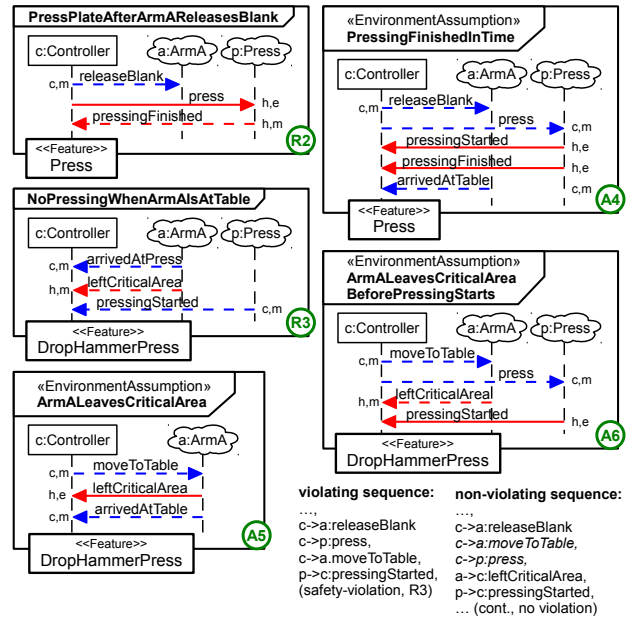 PressPlateAfterArmAReleasesBlank
c:Controller
a:ArmA
p:Press
releaseBlank
c,m
press
h,e
pressingFinished
h,m
<<Feature>>
Press
R2
«EnvironmentAssumption»
PressingFinishedInTime
c:Controller
a:ArmA
p:Press
releaseBlank
c,m
press
c,m
pressingStarted
h,e
pressingFinished
h,e
arrivedAtTable
c,m
<<Feature>>
Press
A4
NoPressingWhenArmAIsAtTable
c:Controller
a:ArmA
p:Press
arrivedAtPress
c,m
leftCriticalArea
h,m
pressingStarted
c,m
<<Feature>>
DropHammerPress
R3
«EnvironmentAssumption»
ArmALeavesCriticalArea
BeforePressingStarts
c:Controller
a:ArmA
p:Press
moveToTable
c,m
press
c,m
leftCriticalArea
h,m
pressingStarted
h,e
<<Feature>>
DropHammerPress
A6
«EnvironmentAssumption»
ArmALeavesCriticalArea
c:Controller
a:ArmA
moveToTable
c,m
leftCriticalArea
h,e
arrivedAtTable
c,m
<<Feature>>
DropHammerPress
A5
violating sequence:
...,
c->a:releaseBlank
c->p:press,
c->a.moveToTable,
p->c:pressingStarted,
(safety-violation, R3)
non-violating sequence:
...,
c->a:releaseBlank
c->a:moveToTable,
c->p:press,
a->c:leftCriticalArea,
p->c:pressingStarted,
... (cont., no violation)